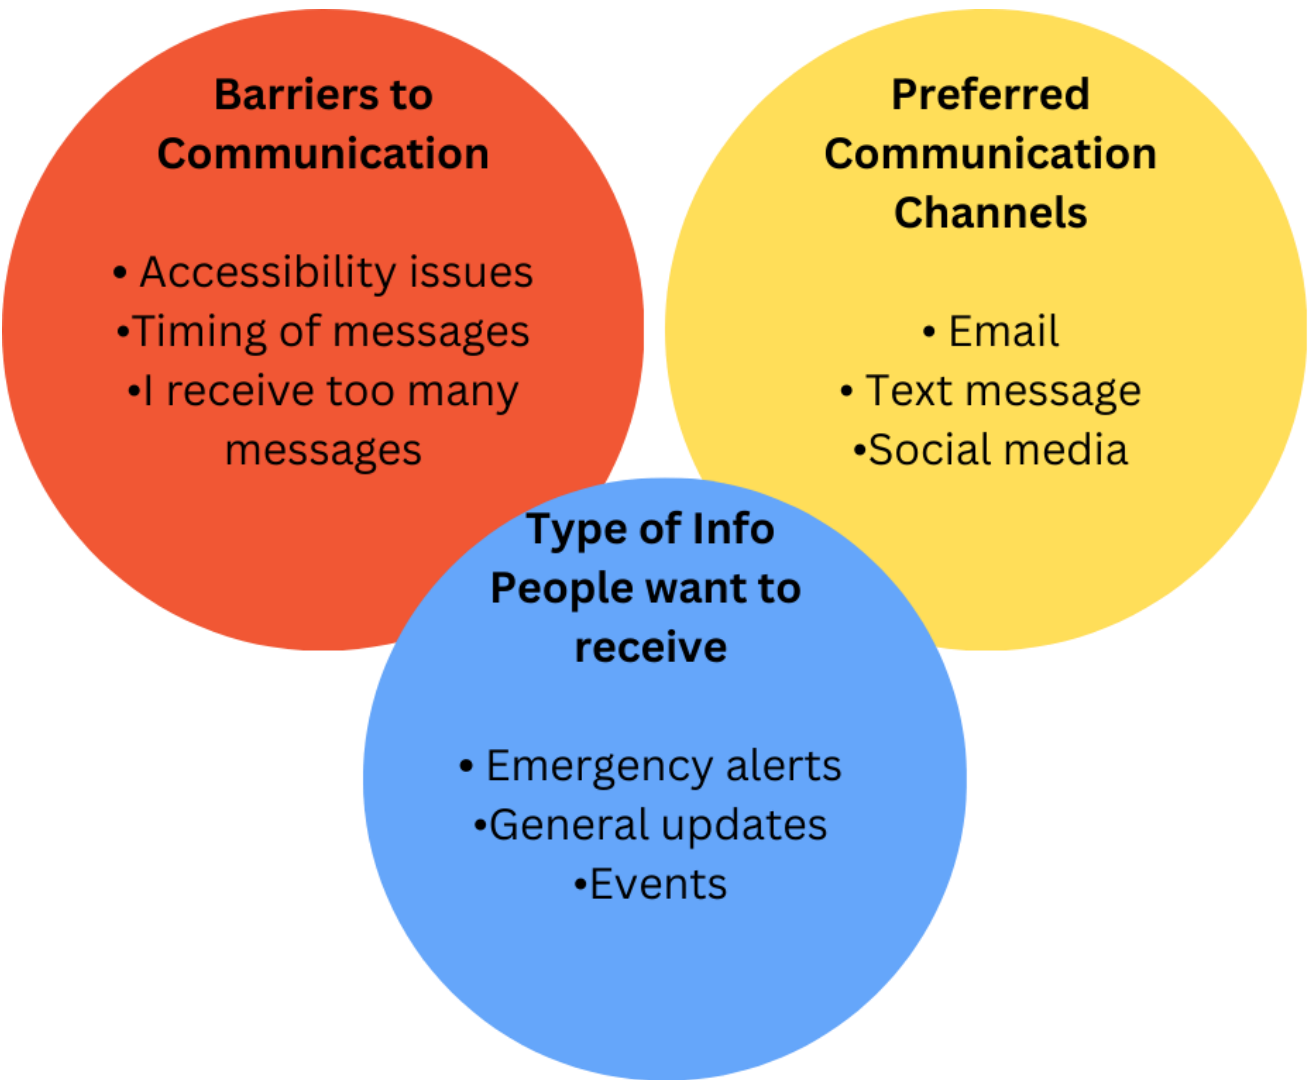 Barriers to
Communication
• Accessibility issues
•Timing of messages
•I receive too many
messages
Preferred
Communication
Channels
• Email
• Text message
•Social media
Type of Info
People want to
receive
• Emergency alerts
•General updates
•Events